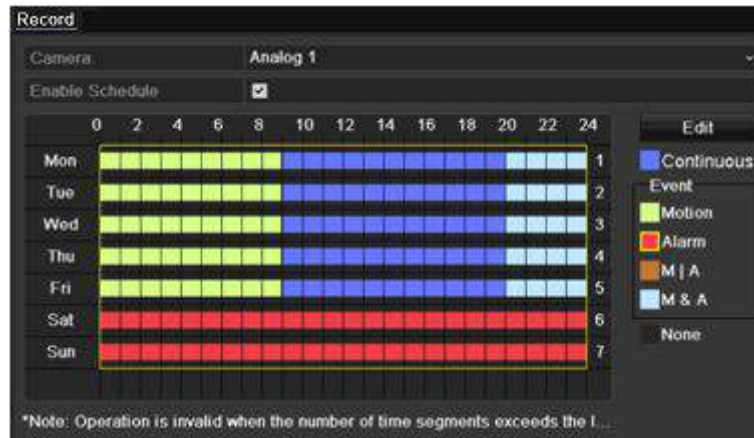 Record
Camera Analog 1
Enable Schedule
0 2 4 6 8 10 12 14 16 18 20 22 24
Edit
Mon 1
Continuous
Tue 2
Event
Wed 3
Motion
Thu 4
Alarm
Fri 5
M | A
Sat 6
M & A
Sun 7
None
*Note: Operation is invalid when the number of time segments exceeds the l...